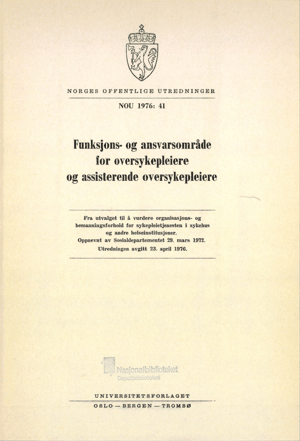 NORGES OFFENTLIGE UTREDNINGER
NOU 1976: 41
Funksjons- og ansvarsområde
for oversykepleiere
og assisterende oversykepleiere
Fra utvalget til å vurdere organisasjons- og
bemanningsforhold for sykepleietjenesten i sykehus
og andre helseinstitusjoner.
Oppnevnt av Sosialdepartementet 29. mars 1972.
Utredningen avgitt 23. april 1976.
Nasjonalbiblioteket
Depotbiblioteket
UNIVERSITETSFORLAGET
OSLO — BERGEN — TROMSØ